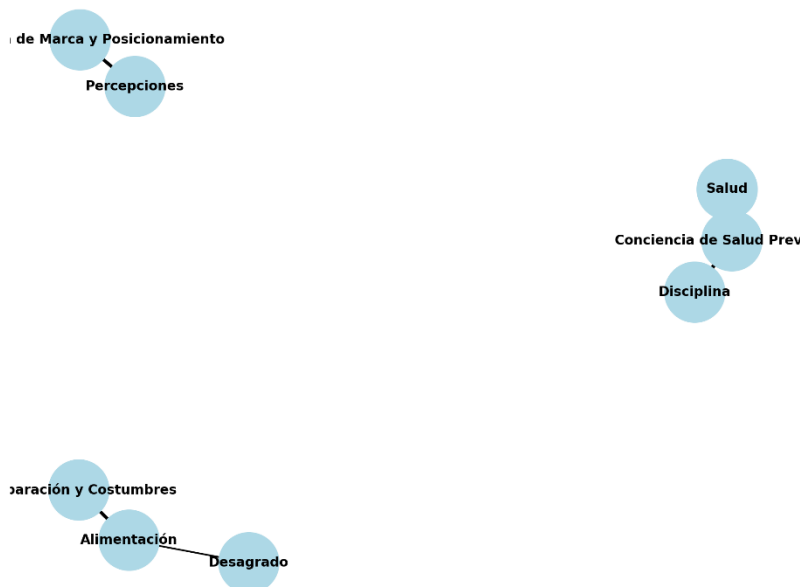 de Marca y Posicionamiento
Percepciones
Salud
Conciencia de Salud Prev
Disciplina
paración y Costumbres
Alimentación
Desagrado